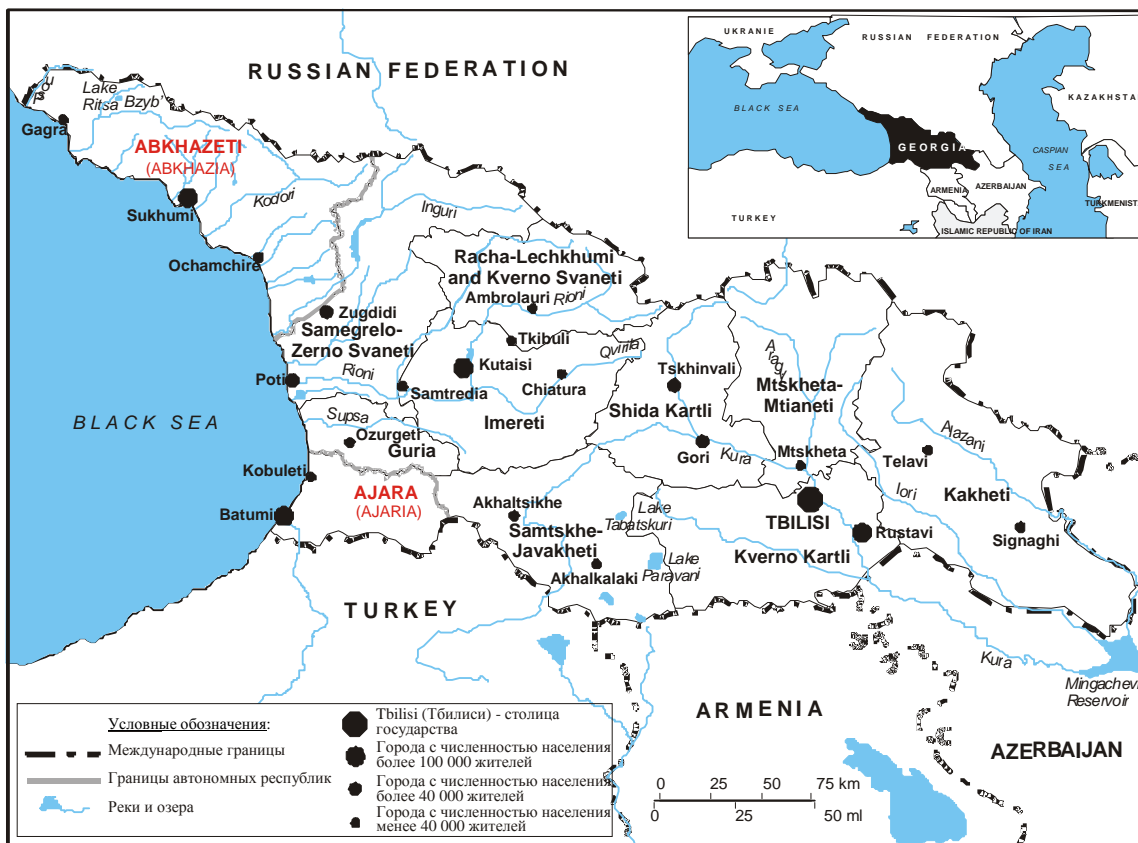 RUSSIAN FEDERATION
Lake
Ritsa
Bzyb'
Gagra
ABKHAZETI
(ABKHAZIA)
Sukhumi
Kodori
Inguri
Ochamchire
Racha-Lechkhumi
and Kverno Svaneti
Ambrolauri
Rioni
Zugdidi
Samegrelo-
Zerno Svaneti
Tkibuli
Kutaisi
Qvirila
Chiatura
Poti
Rioni
Samtredia
Imereti
Tskhinvali
Shida Kartli
Aragvi
Mtskheta-
Mtianeti
BLACK SEA
Supsa
Ozurgeti
Guria
Gori
Kura
Mtskheta
Telavi
Alazani
Iori
Kakheti
Kobuleti
Batumi
AJARA
(AJARIA)
Akhaltsikhe
Samtskhe-
Javakheti
Akhalkalaki
Lake
Tabatskuri
Lake
Paravani
TBILISI
Rustavi
Kverno Kartli
Signaghi
TURKEY
ARMENIA
Kura
Mingachevir
Reservoir
AZERBAIJAN
UKRANIE
RUSSIAN FEDERATION
KAZAKHSTAN
BLACK SEA
GEORGIA
CASPIAN
SEA
ARMENIA
AZERBAIJAN
TURKMENIST
TURKEY
ISLAMIC REPUBLIC OF IRAN
Условные обозначения:
Международные границы
Границы автономных республик
Реки и озера
Tbilisi (Тбилиси) - столица
государства
Города с численностью населения
более 100 000 жителей
Города с численностью населения
более 40 000 жителей
Города с численностью населения
менее 40 000 жителей
0 25 50 75 km
0 25 50 ml